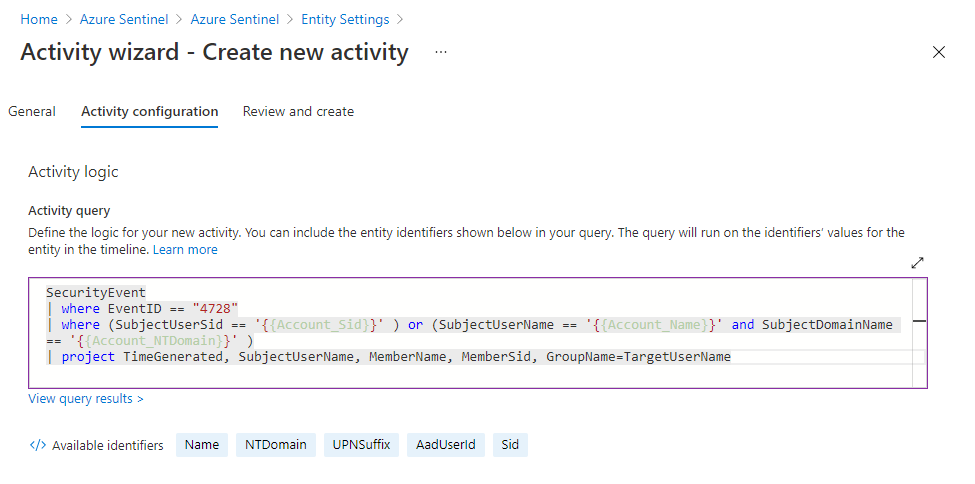 Home > Azure Sentinel > Azure Sentinel > Entity Settings >
Activity wizard - Create new activity ...
General Activity configuration Review and create
Activity logic
Activity query
Define the logic for your new activity. You can include the entity identifiers shown below in your query. The query will run on the identifiers' values for the
entity in the timeline. Learn more
SecurityEvent
| where EventID == "4728"
| where (SubjectUserSid == '{{Account_Sid}}' ) or (SubjectUserName == '{{Account_Name}}' and SubjectDomainName
== '{{Account_NTDomain}}' )
| project TimeGenerated, SubjectUserName, MemberName, MemberSid, GroupName=TargetUserName
View query results >
</> Available identifiers Name NTDomain UPNSuffix AadUserId Sid